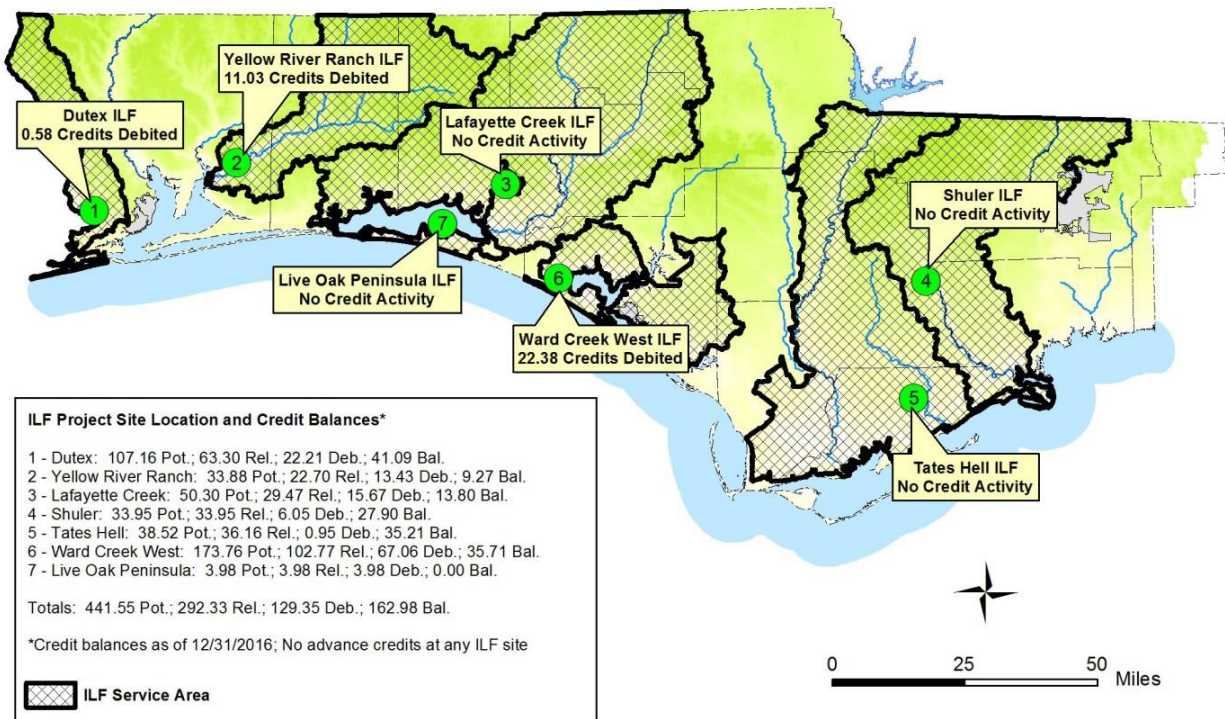 Yellow River Ranch ILF
11.03 Credits Debited
Dutex ILF
0.58 Credits Debited
Lafayette Creek ILF
No Credit Activity
Shuler ILF
No Credit Activity
Live Oak Peninsula ILF
No Credit Activity
Ward Creek West ILF
22.38 Credits Debited
Tates Hell ILF
No Credit Activity
1
2
3
7
6
4
5
ILF Project Site Location and Credit Balances*
1 - Dutex: 107.16 Pot.; 63.30 Rel.; 22.21 Deb.; 41.09 Bal.
2 - Yellow River Ranch: 33.88 Pot.; 22.70 Rel.; 13.43 Deb.; 9.27 Bal.
3 - Lafayette Creek: 50.30 Pot.; 29.47 Rel.; 15.67 Deb.; 13.80 Bal.
4 - Shuler: 33.95 Pot.; 33.95 Rel.; 6.05 Deb.; 27.90 Bal.
5 - Tates Hell: 38.52 Pot.; 36.16 Rel.; 0.95 Deb.; 35.21 Bal.
6 - Ward Creek West: 173.76 Pot.; 102.77 Rel.; 67.06 Deb.; 35.71 Bal.
7 - Live Oak Peninsula: 3.98 Pot.; 3.98 Rel.; 3.98 Deb.; 0.00 Bal.
Totals: 441.55 Pot.; 292.33 Rel.; 129.35 Deb.; 162.98 Bal.
*Credit balances as of 12/31/2016; No advance credits at any ILF site
ILF Service Area
0 25 50
Miles